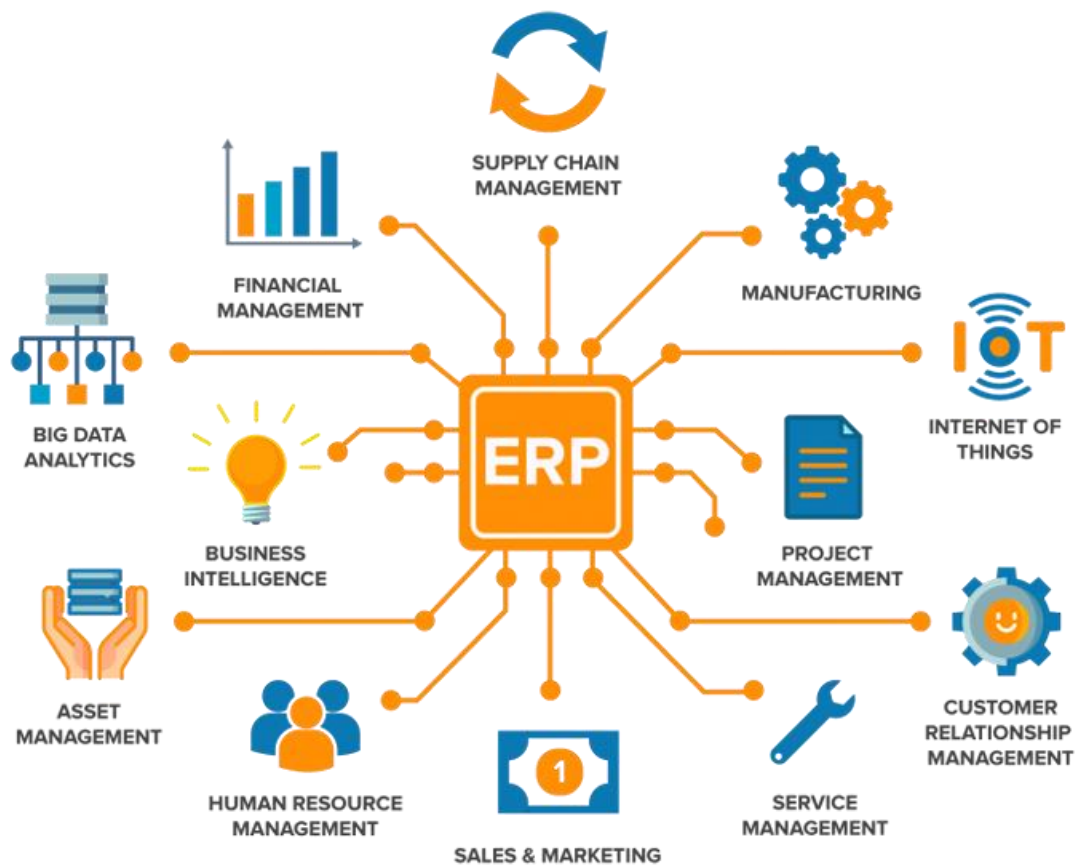 SUPPLY CHAIN
MANAGEMENT
FINANCIAL
MANAGEMENT
MANUFACTURING
BIG DATA
ANALYTICS
IOT
INTERNET OF
THINGS
ERP
BUSINESS
INTELLIGENCE
PROJECT
MANAGEMENT
ASSET
MANAGEMENT
HUMAN RESOURCE
MANAGEMENT
1
SALES & MARKETING
SERVICE
MANAGEMENT
CUSTOMER
RELATIONSHIP
MANAGEMENT